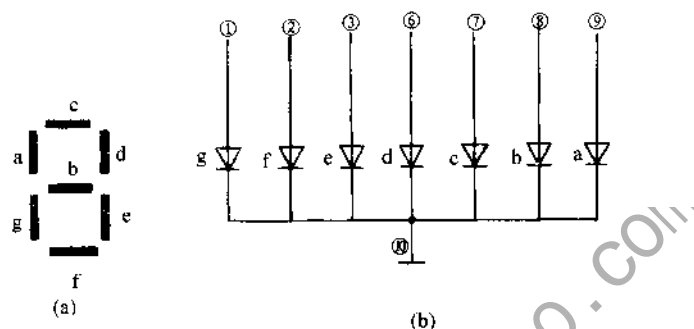 ① ② ③ ⑥ ⑦ ⑧ ⑨
c
a d
b
g e
f
(a)
g f e d c b a
⑩
(b)